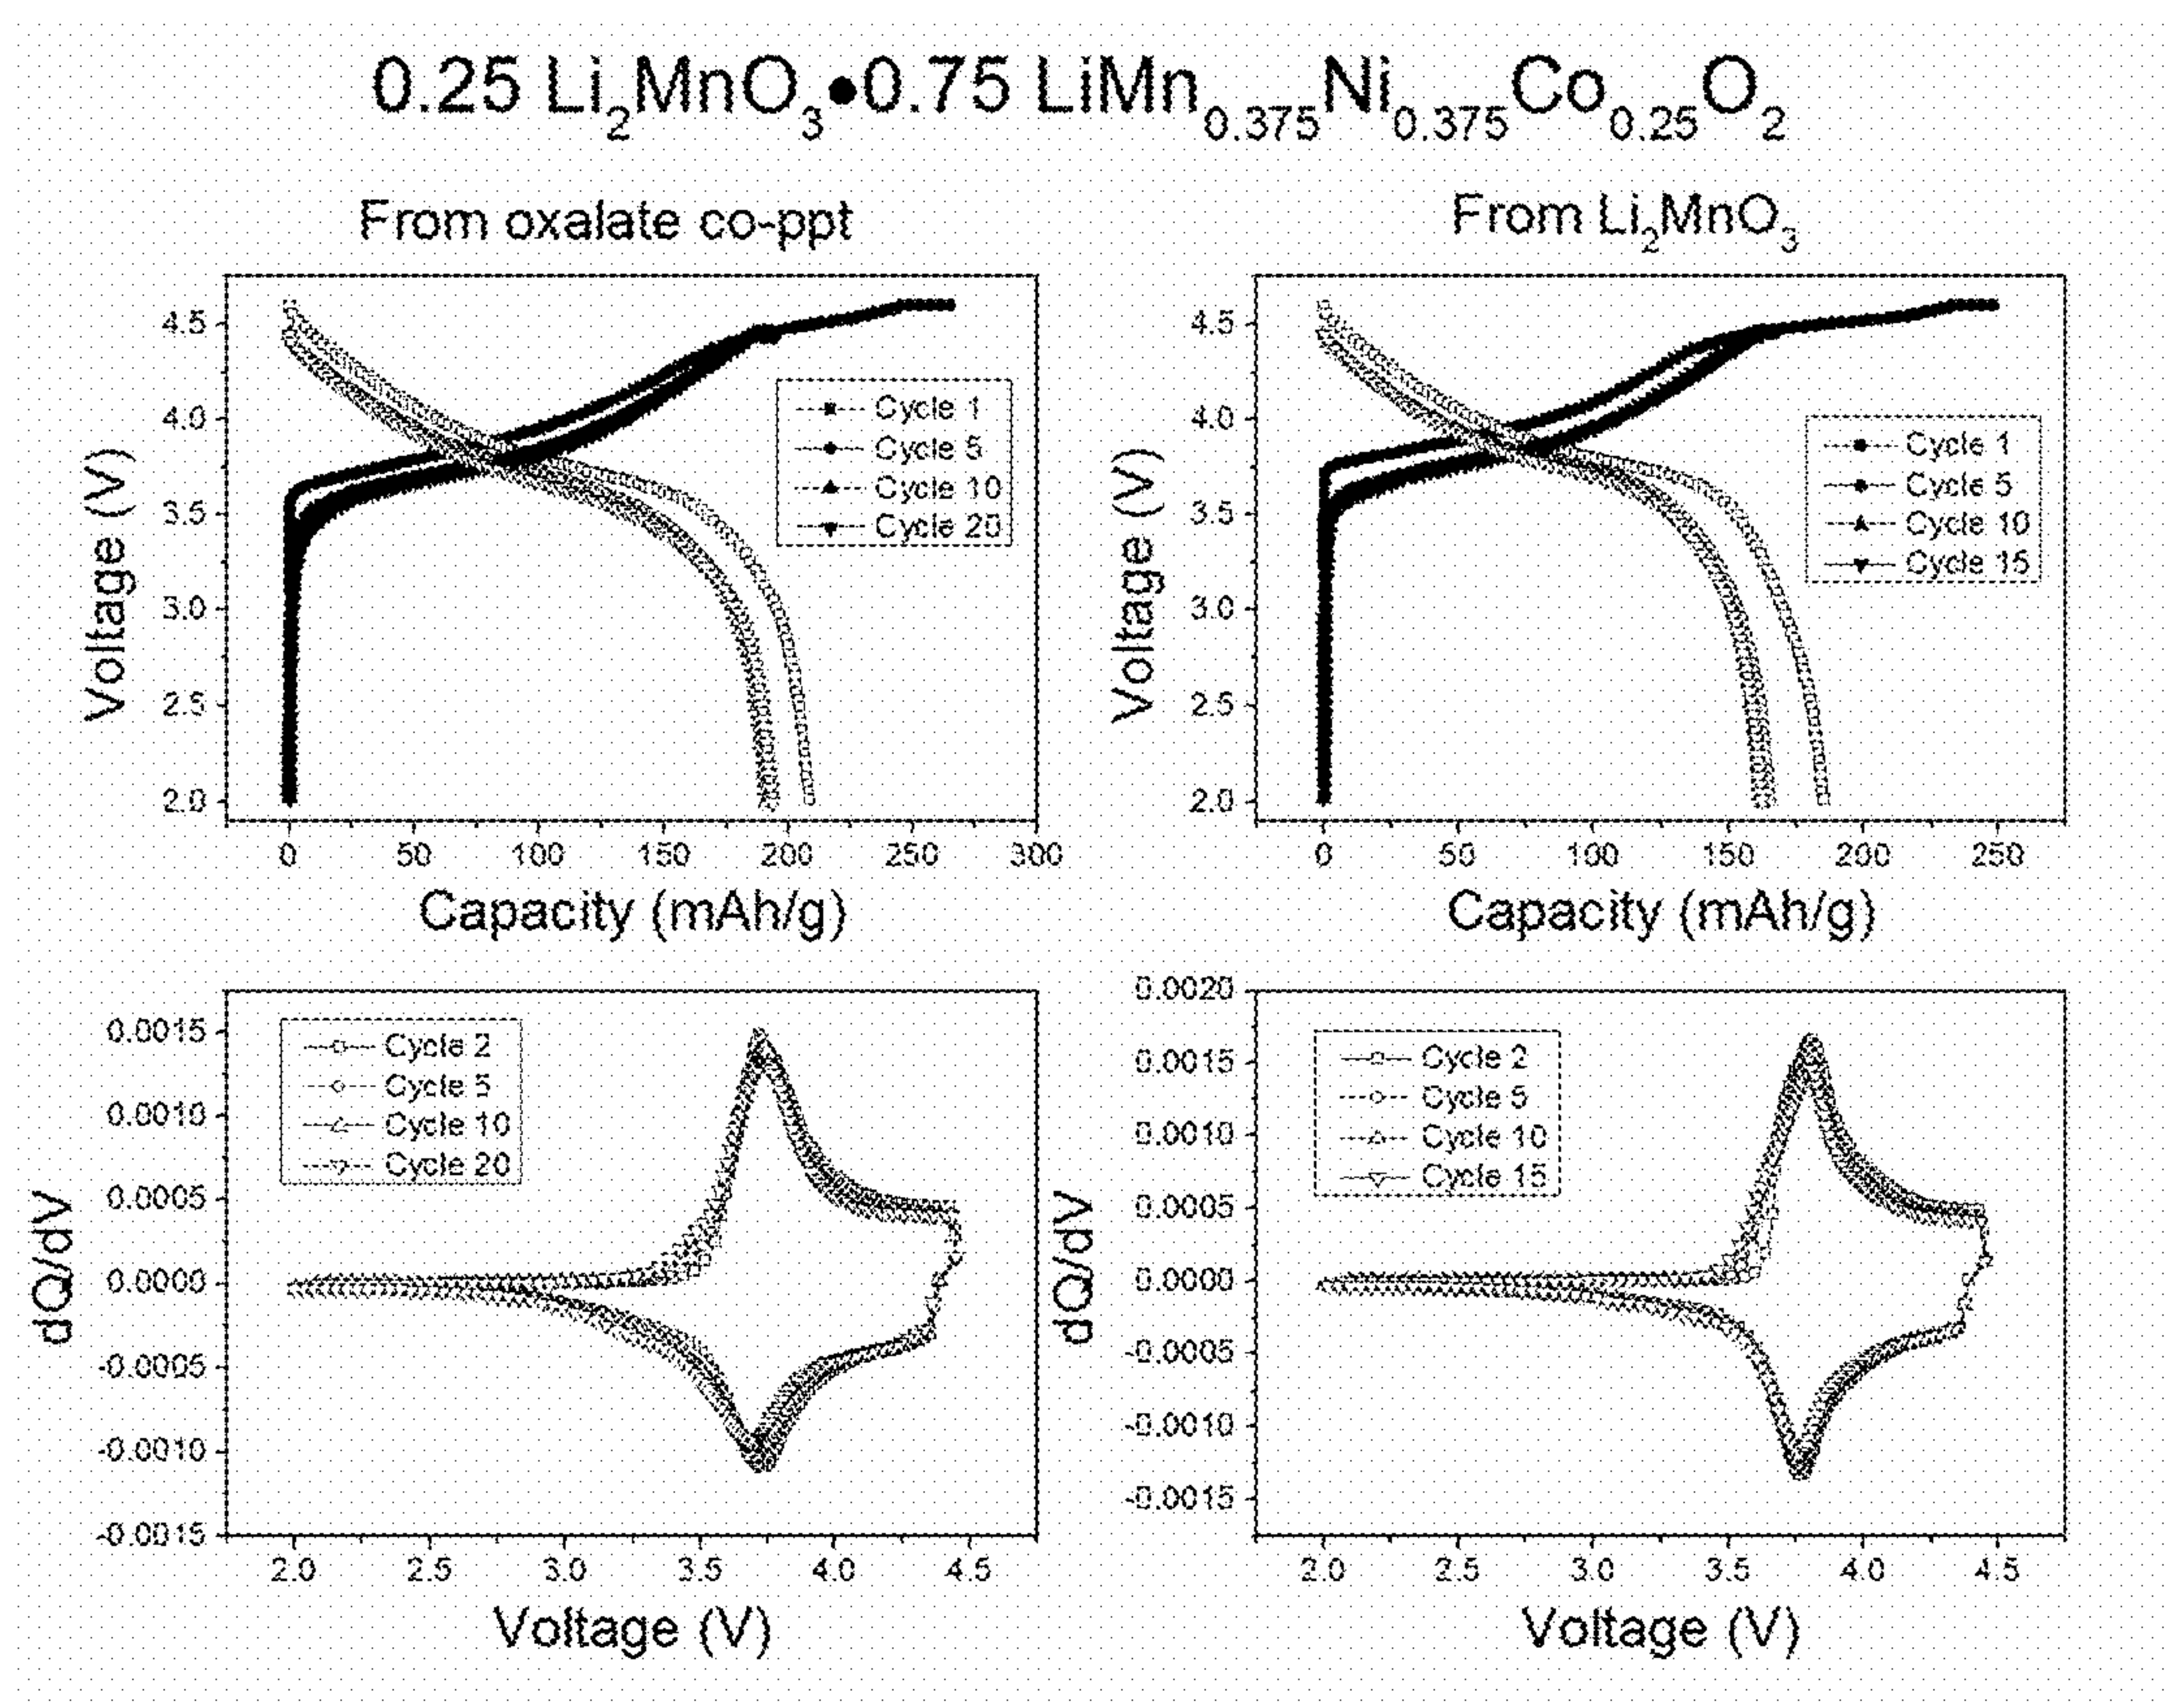 0.25 Li2MnO3●0.75 LiMn0.375Ni0.375Co0.25O2
From oxalate co-ppt
Voltage (V)
4.5
4.0
3.5
3.0
2.5
2.0
Cycle 1
Cycle 5
Cycle 10
Cycle 20
0 50 100 150 200 250 300
Capacity (mAh/g)
From Li2MnO3
Voltage (V)
4.5
4.0
3.5
3.0
2.5
2.0
Cycle 1
Cycle 5
Cycle 10
Cycle 15
0 50 100 150 200 250
Capacity (mAh/g)
dQ/dV
0.0015
0.0010
0.0005
0.0000
-0.0005
-0.0010
-0.0015
Cycle 2
Cycle 5
Cycle 10
Cycle 20
2.0 2.5 3.0 3.5 4.0 4.5
Voltage (V)
dQ/dV
0.0020
0.0015
0.0010
0.0005
0.0000
-0.0005
-0.0010
-0.0015
Cycle 2
Cycle 5
Cycle 10
Cycle 15
2.0 2.5 3.0 3.5 4.0 4.5
Voltage (V)